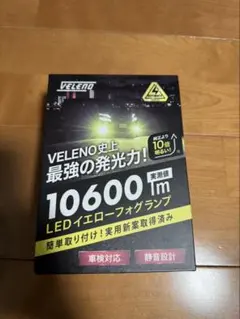 VELENO
純正より
10倍
明るい!
VELENO史上
最強の発光力!
実測値
10600lm
LEDイエローフォグランプ
簡単取り付け!実用新案取得済み
車検対応
静音設計